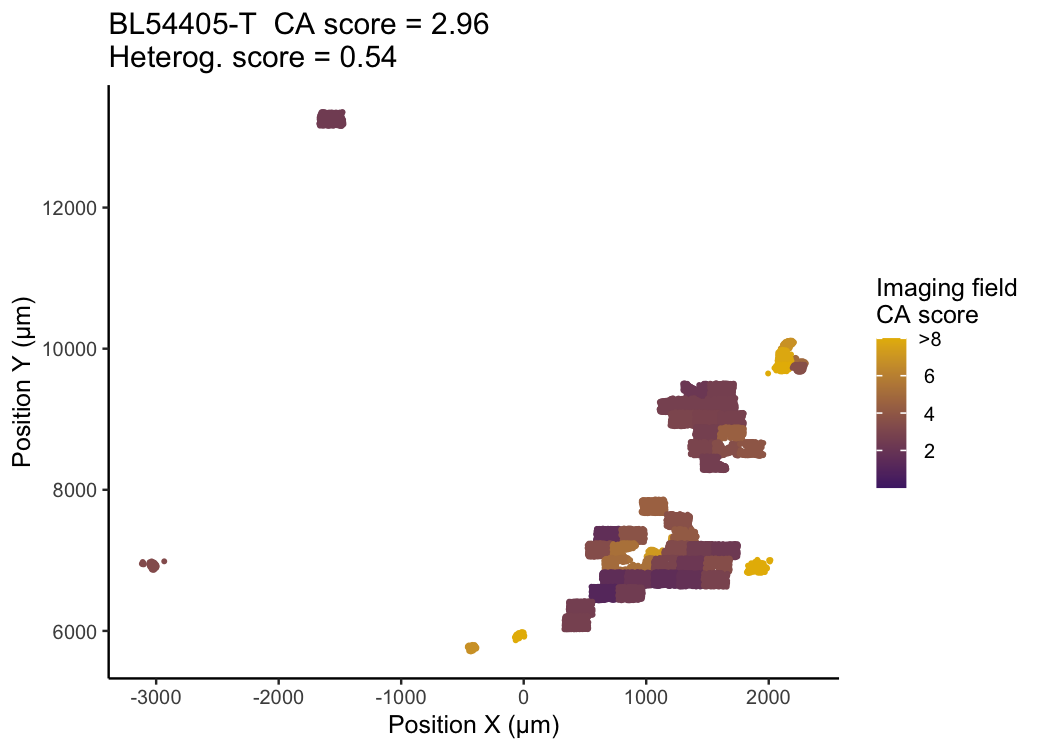 BL54405-T  CA score = 2.96
Heterog. score = 0.54
12000
10000
8000
6000
Position Y (µm)
-3000
-2000
-1000
0
1000
2000
Position X (µm)
Imaging field
CA score
>8
6
4
2